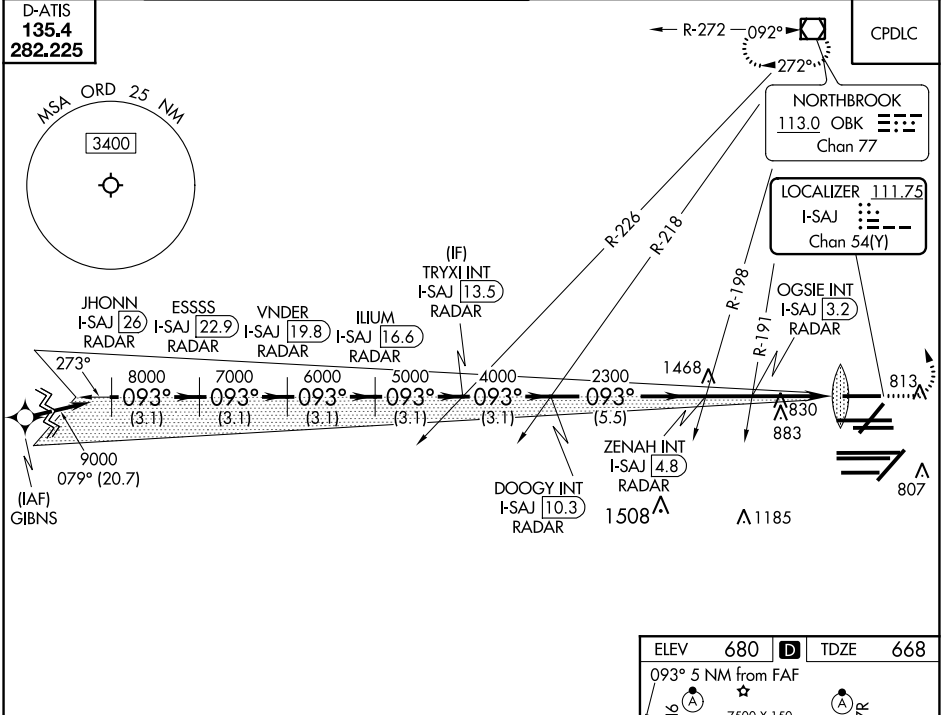 D-ATIS
135.4
282.225
CPDLC
R-272
092°
272°
MSA ORD 25 NM
3400
NORTHBROOK
113.0 OBK
Chan 77
LOCALIZER 111.75
I-SAJ
Chan 54(Y)
R-226
R-218
R-198
R-191
(IF)
TRYXI INT
I-SAJ 13.5
RADAR
OGSIE INT
I-SAJ 3.2
RADAR
JHONN
I-SAJ 26
RADAR
ESSSS
I-SAJ 22.9
RADAR
VNDER
I-SAJ 19.8
RADAR
ILIUM
I-SAJ 16.6
RADAR
273°
8000
093°
(3.1)
7000
093°
(3.1)
6000
093°
(3.1)
5000
093°
(3.1)
4000
093°
(3.1)
2300
093°
(5.5)
1468
830
883
813
807
9000
079° (20.7)
(IAF)
GIBNS
ZENAH INT
I-SAJ 4.8
RADAR
DOOGY INT
I-SAJ 10.3
RADAR
1508
1185
ELEV 680 D TDZE 668
093° 5 NM from FAF
A
A
7500 X 150